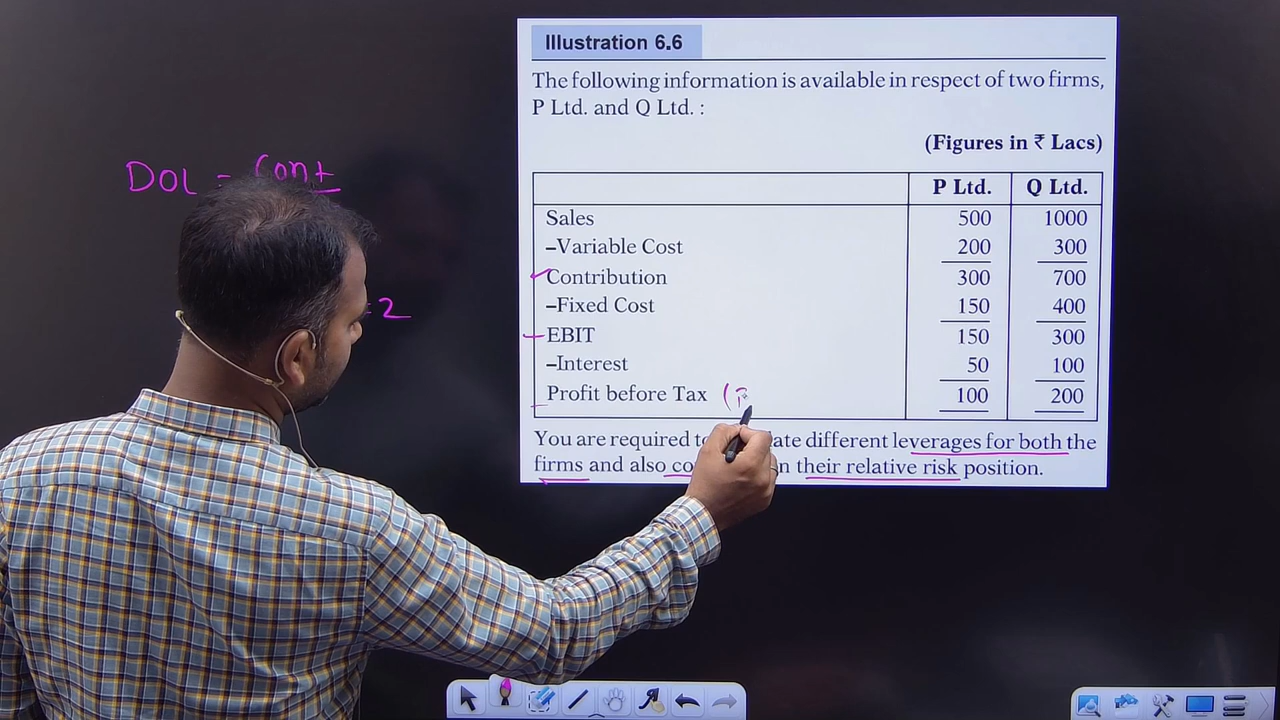 Illustration 6.6
The following information is available in respect of two firms,
P Ltd. and Q Ltd. :
(Figures in ₹ Lacs)
P Ltd. Q Ltd.
Sales 500 1000
–Variable Cost 200 300
Contribution 300 700
–Fixed Cost 150 400
EBIT 150 300
–Interest 50 100
Profit before Tax 100 200
You are required to different leverages for both the
firms and also their relative risk position.
DOL = Cont
2